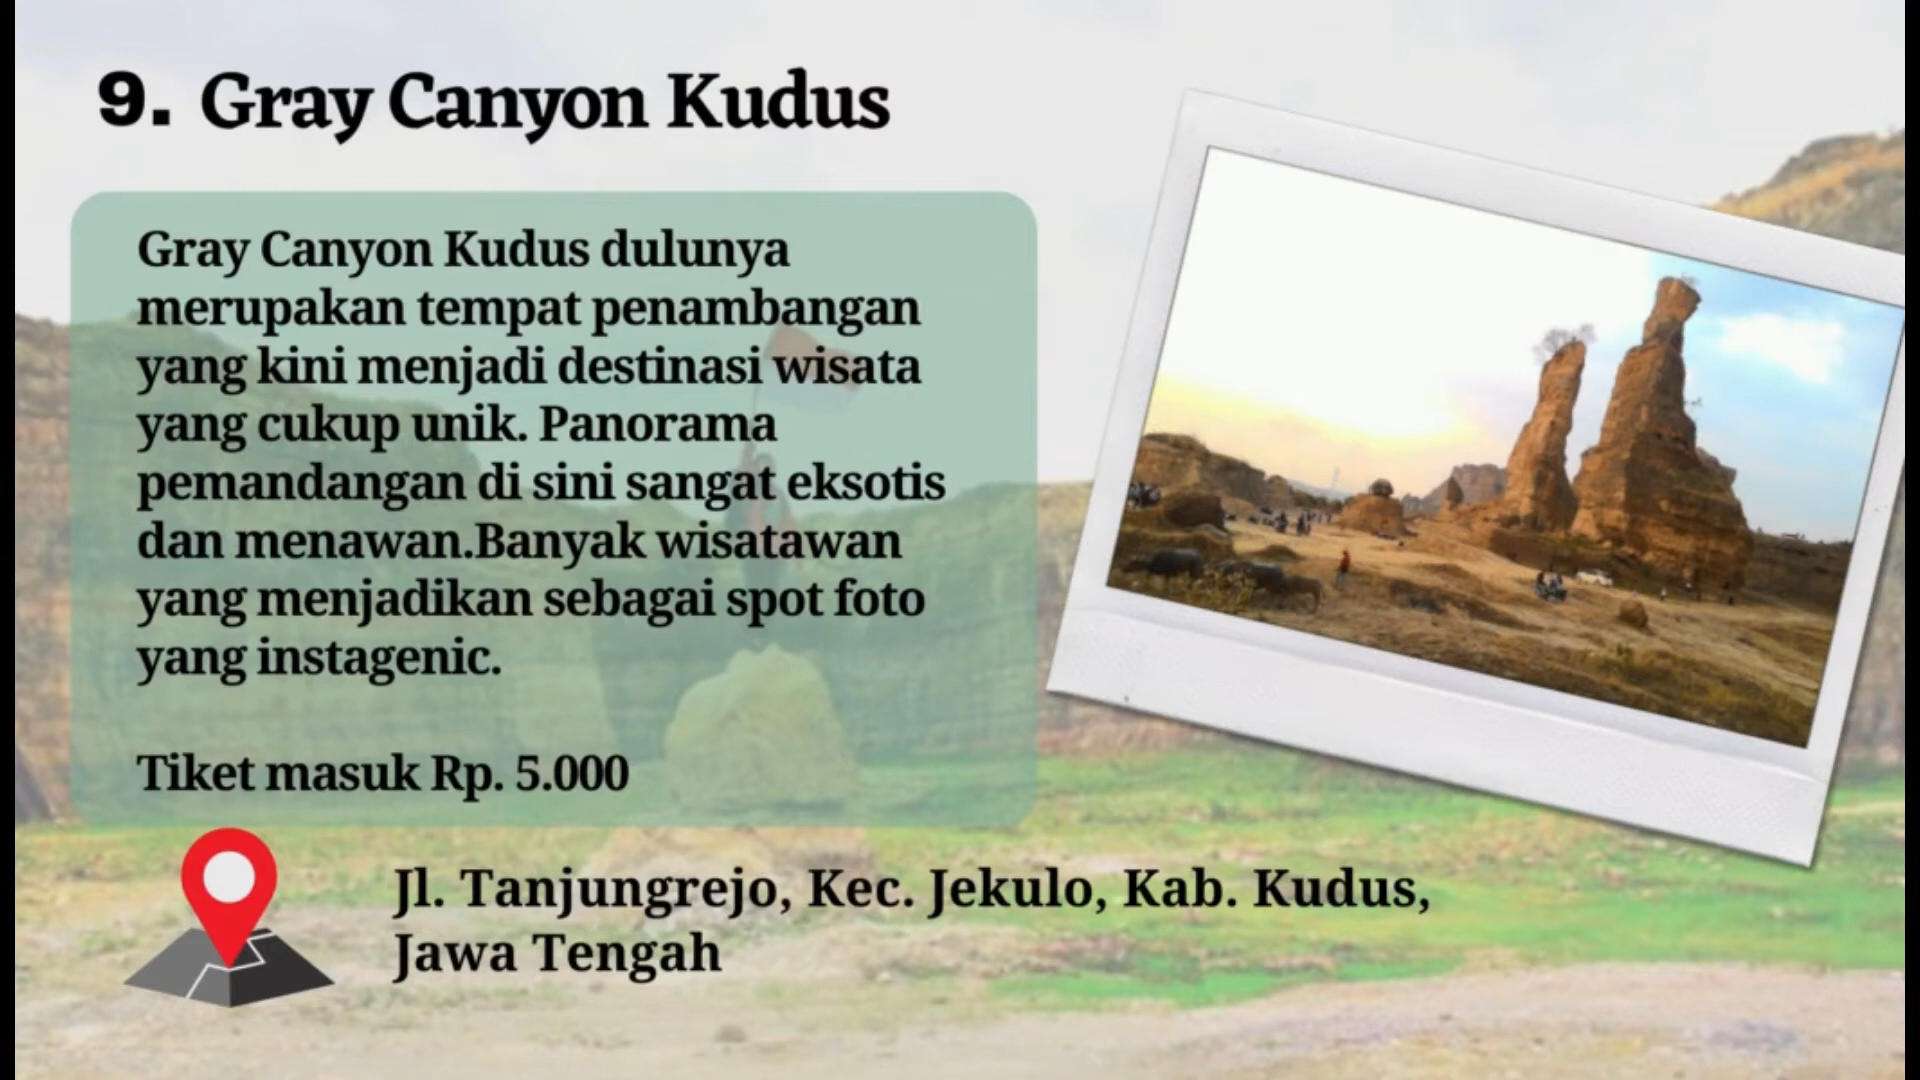 9. Gray Canyon Kudus
Gray Canyon Kudus dulunya
merupakan tempat penambangan
yang kini menjadi destinasi wisata
yang cukup unik. Panorama
pemandangan di sini sangat eksotis
dan menawan.Banyak wisatawan
yang menjadikan sebagai spot foto
yang instagenic.
Tiket masuk Rp. 5.000
Jl. Tanjungrejo, Kec. Jekulo, Kab. Kudus,
Jawa Tengah